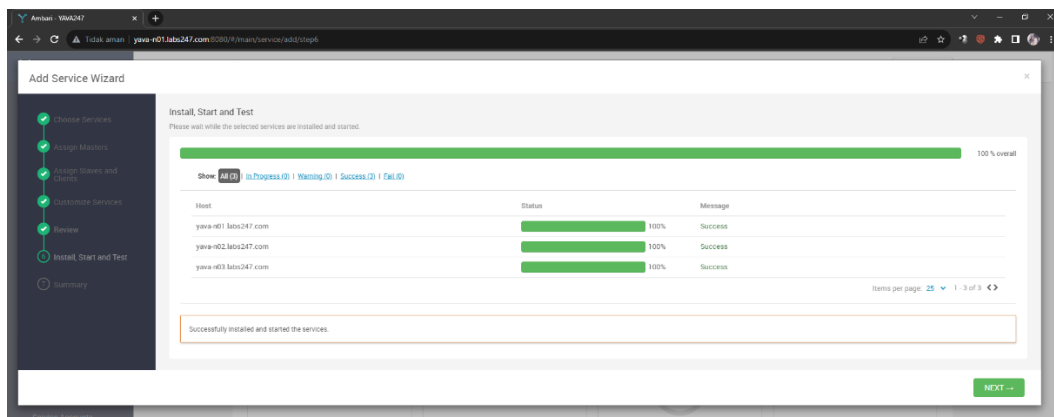 Ambari - YAVA247
Tidak aman yava-n01.labs247.com:8080/#/main/service/add/step6
Add Service Wizard
Choose Services
Assign Masters
Assign Slaves and
Clients
Customize Services
Review
6 Install, Start and Test
7 Summary
Install, Start and Test
Please wait while the selected services are installed and started.
100 % overall
Show: All (3) | In Progress (0) | Warning (0) | Success (3) | Fail (0)
Host Status Message
yava-n01.labs247.com 100% Success
yava-n02.labs247.com 100% Success
yava-n03.labs247.com 100% Success
Items per page: 25 1 - 3 of 3
Successfully installed and started the services.
NEXT →